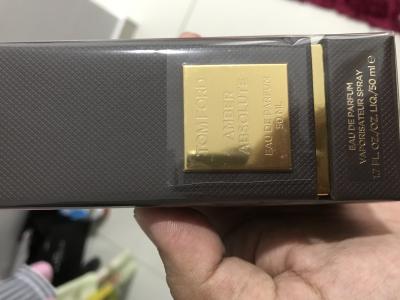 TOM FORD
AMBER
ABSOLUTE
EAU DE PARFUM
50 ML
EAU DE PARFUM
VAPORISATEUR SPRAY
1.7 FL.OZ./OZ. LIQ./50 ml ℮